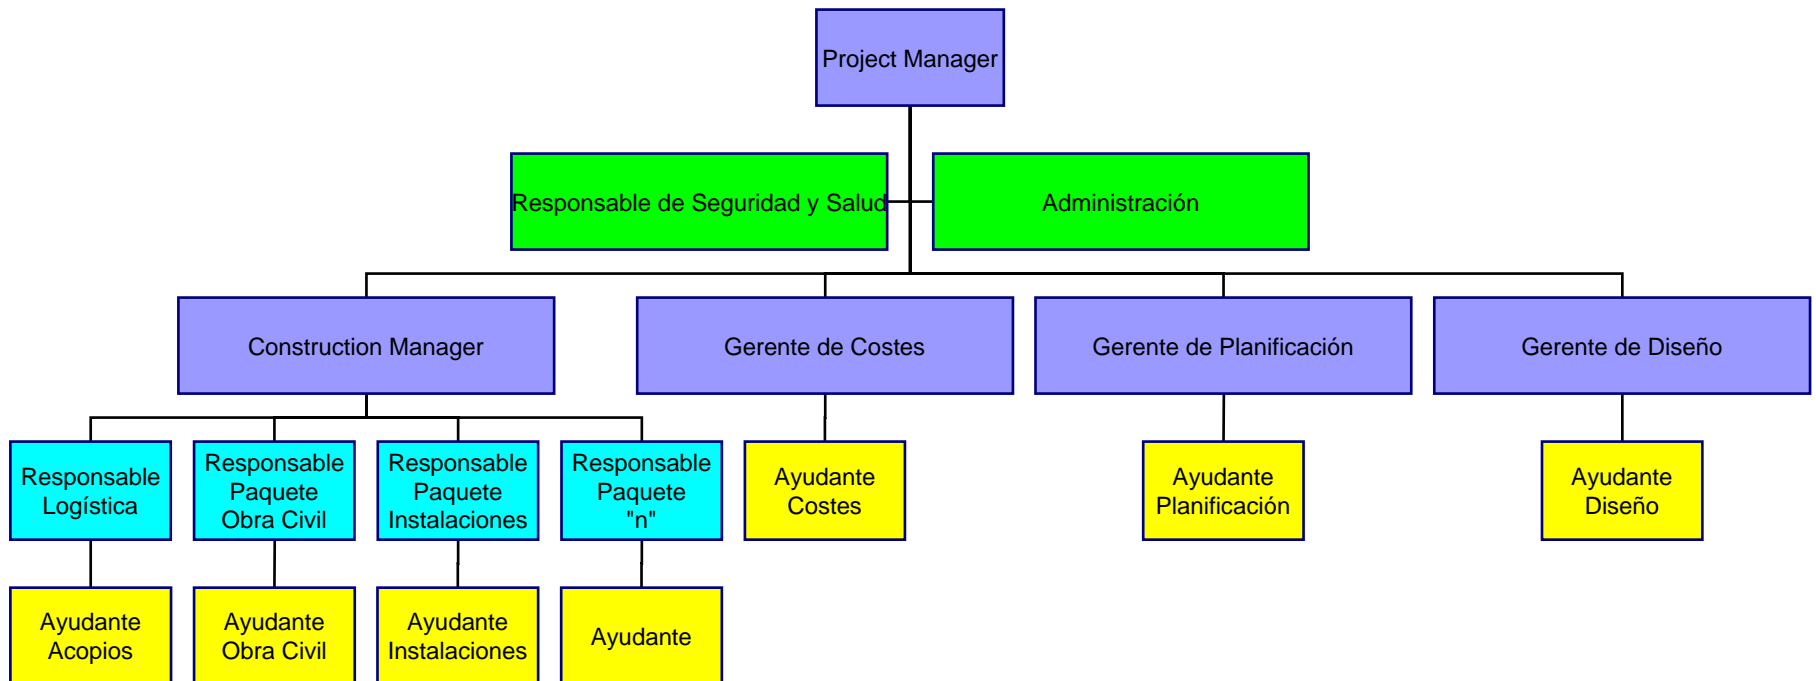 Project Manager
Responsable de Seguridad y Salud
Administración
Construction Manager
Gerente de Costes
Gerente de Planificación
Gerente de Diseño
Responsable
Logística
Responsable
Paquete
Obra Civil
Responsable
Paquete
Instalaciones
Responsable
Paquete
"n"
Ayudante
Costes
Ayudante
Planificación
Ayudante
Diseño
Ayudante
Acopios
Ayudante
Obra Civil
Ayudante
Instalaciones
Ayudante